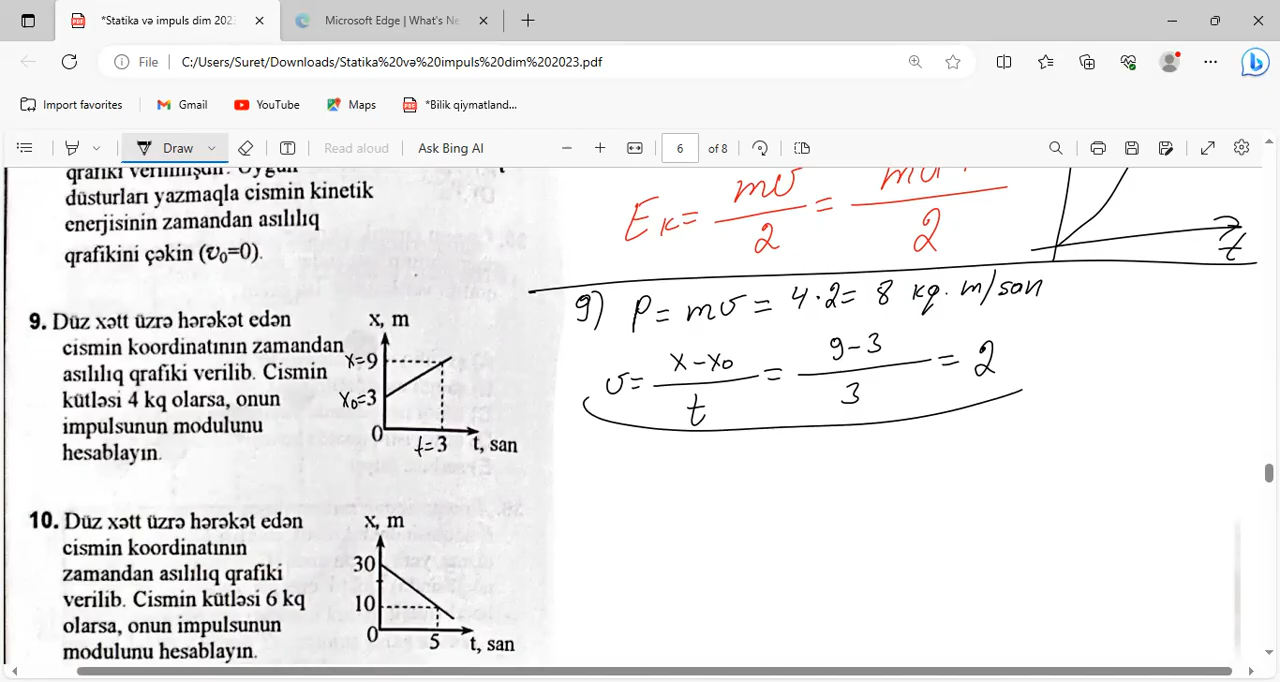 *Statika və impuls dim 202
Microsoft Edge | What's Ne
File
C:/Users/Suret/Downloads/Statika%20və%20impuls%20dim%202023.pdf
Import favorites
Gmail
YouTube
Maps
*Bilik qiymatland...
Draw
Read aloud
Ask Bing AI
6 of 8
qrafiki verilmişdir. Uyğun
düsturları yazmaqla cismin kinetik
enerjisinin zamandan asılılıq
qrafikini çəkin (υ₀=0).
Eк = mυ / 2 = / 2
t
9) P = mυ = 4 · 2 = 8 kq. m/san
υ = x - x₀ / t = 9 - 3 / 3 = 2
9. Düz xətt üzrə hərəkət edən
cismin koordinatının zamandan
asılılıq qrafiki verilib. Cismin
kütləsi 4 kq olarsa, onun
impulsunun modulunu
hesablayın.
x, m
x=9
x₀=3
0
t=3
t, san
10. Düz xətt üzrə hərəkət edən
cismin koordinatının
zamandan asılılıq qrafiki
verilib. Cismin kütləsi 6 kq
olarsa, onun impulsunun
modulunu hesablayın.
x, m
30
10
0
5
t, san